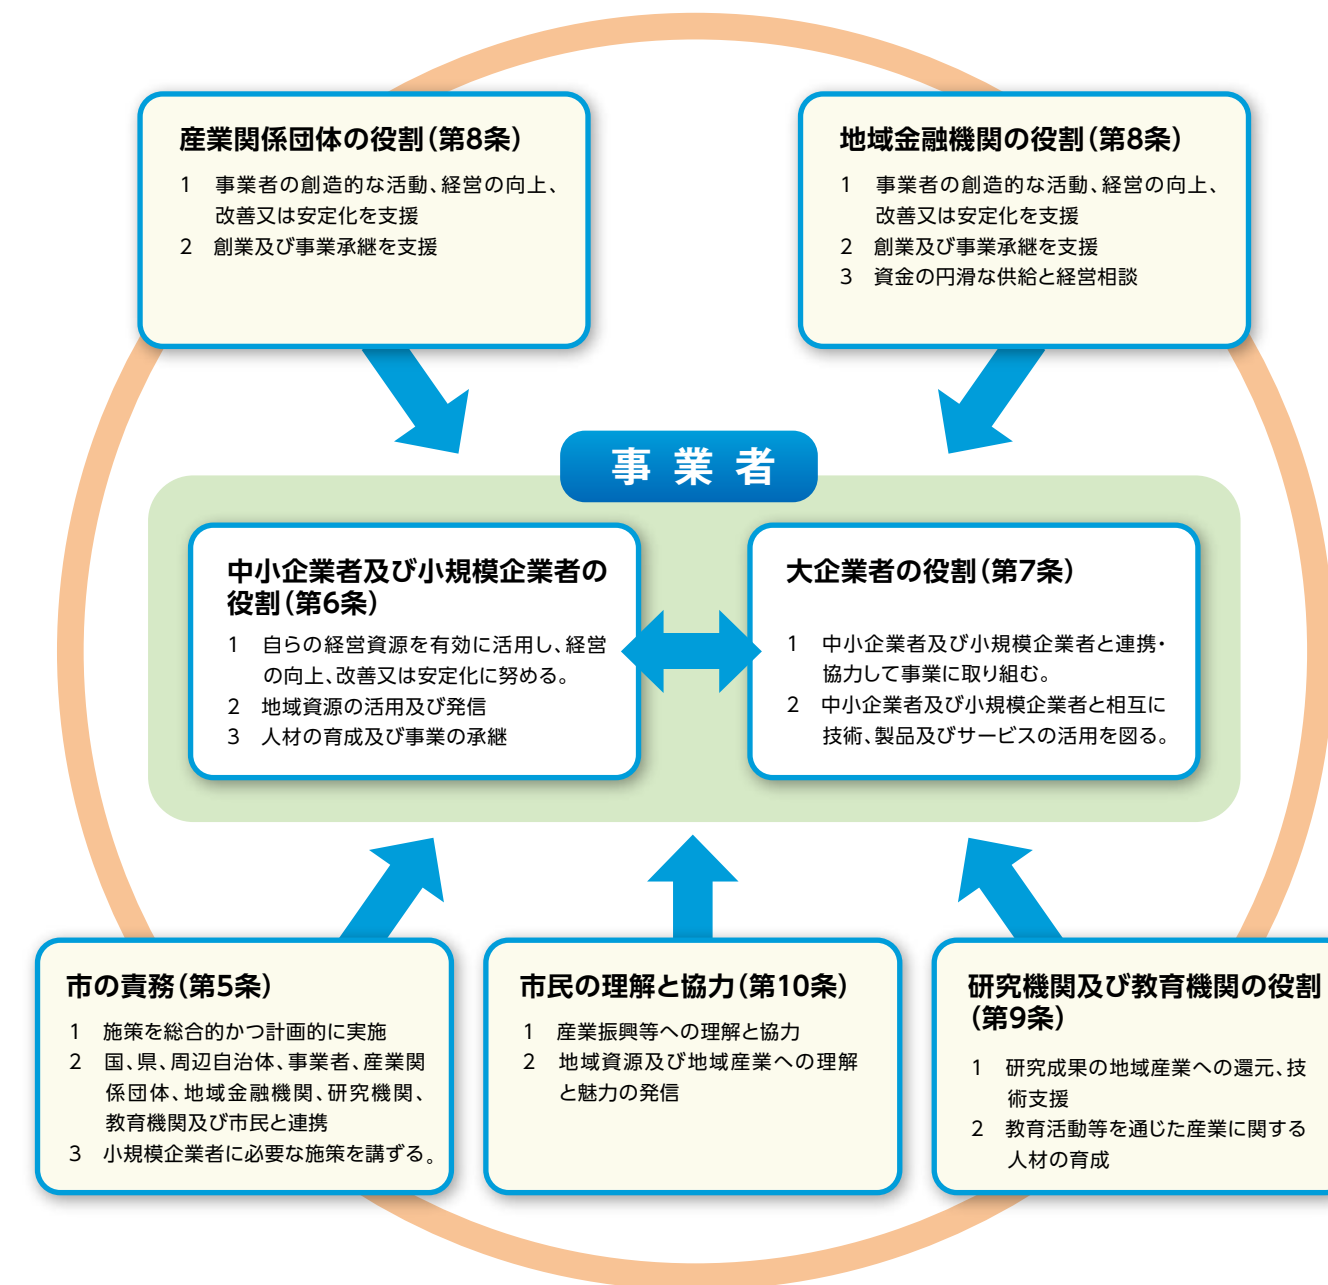 産業関係団体の役割(第8条)
1 事業者の創造的な活動、経営の向上、
改善又は安定化を支援
2 創業及び事業承継を支援
地域金融機関の役割(第8条)
1 事業者の創造的な活動、経営の向上、
改善又は安定化を支援
2 創業及び事業承継を支援
3 資金の円滑な供給と経営相談
事業者
中小企業者及び小規模企業者の
役割(第6条)
1 自らの経営資源を有効に活用し、経営
の向上、改善又は安定化に努める。
2 地域資源の活用及び発信
3 人材の育成及び事業の承継
大企業者の役割(第7条)
1 中小企業者及び小規模企業者と連携・
協力して事業に取り組む。
2 中小企業者及び小規模企業者と相互に
技術、製品及びサービスの活用を図る。
市の責務(第5条)
1 施策を総合的かつ計画的に実施
2 国、県、周辺自治体、事業者、産業関
係団体、地域金融機関、研究機関、
教育機関及び市民と連携
3 小規模企業者に必要な施策を講ずる。
市民の理解と協力(第10条)
1 産業振興等への理解と協力
2 地域資源及び地域産業への理解
と魅力の発信
研究機関及び教育機関の役割
(第9条)
1 研究成果の地域産業への還元、技
術支援
2 教育活動等を通じた産業に関する
人材の育成